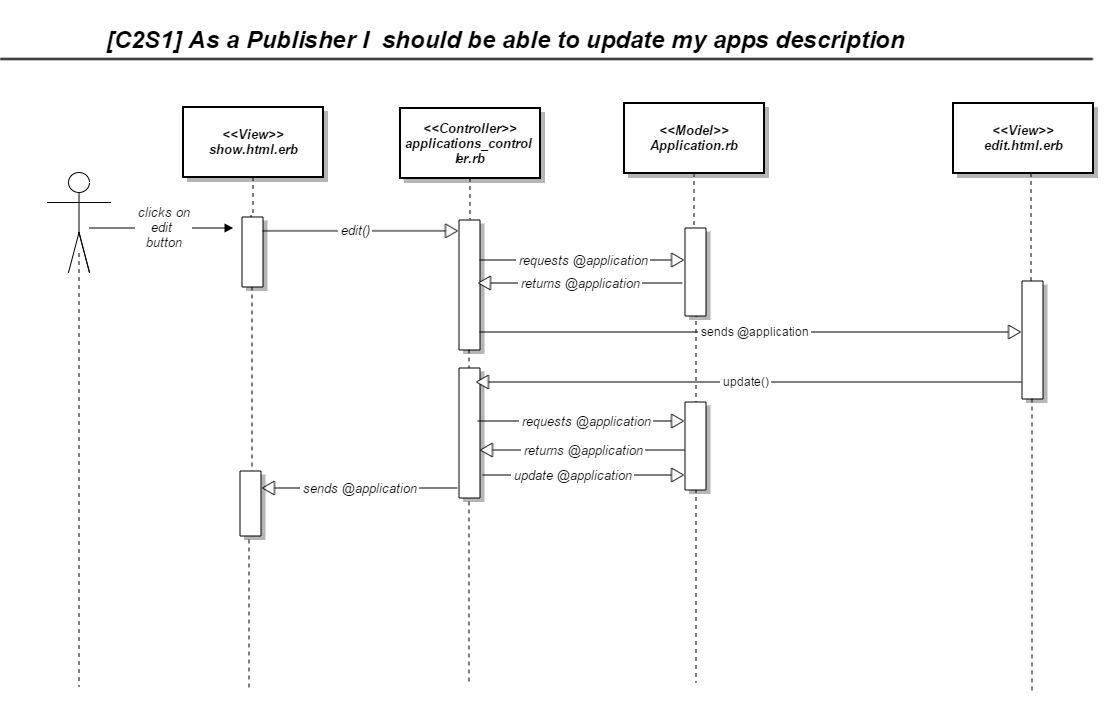 [C2S1] As a Publisher I  should be able to update my apps description
<<View>>
show.html.erb
<<Controller>>
applications_control
ler.rb
<<Model>>
Application.rb
<<View>>
edit.html.erb
clicks on
edit
button
edit()
requests @application
returns @application
sends @application
update()
requests @application
returns @application
update @application
sends @application